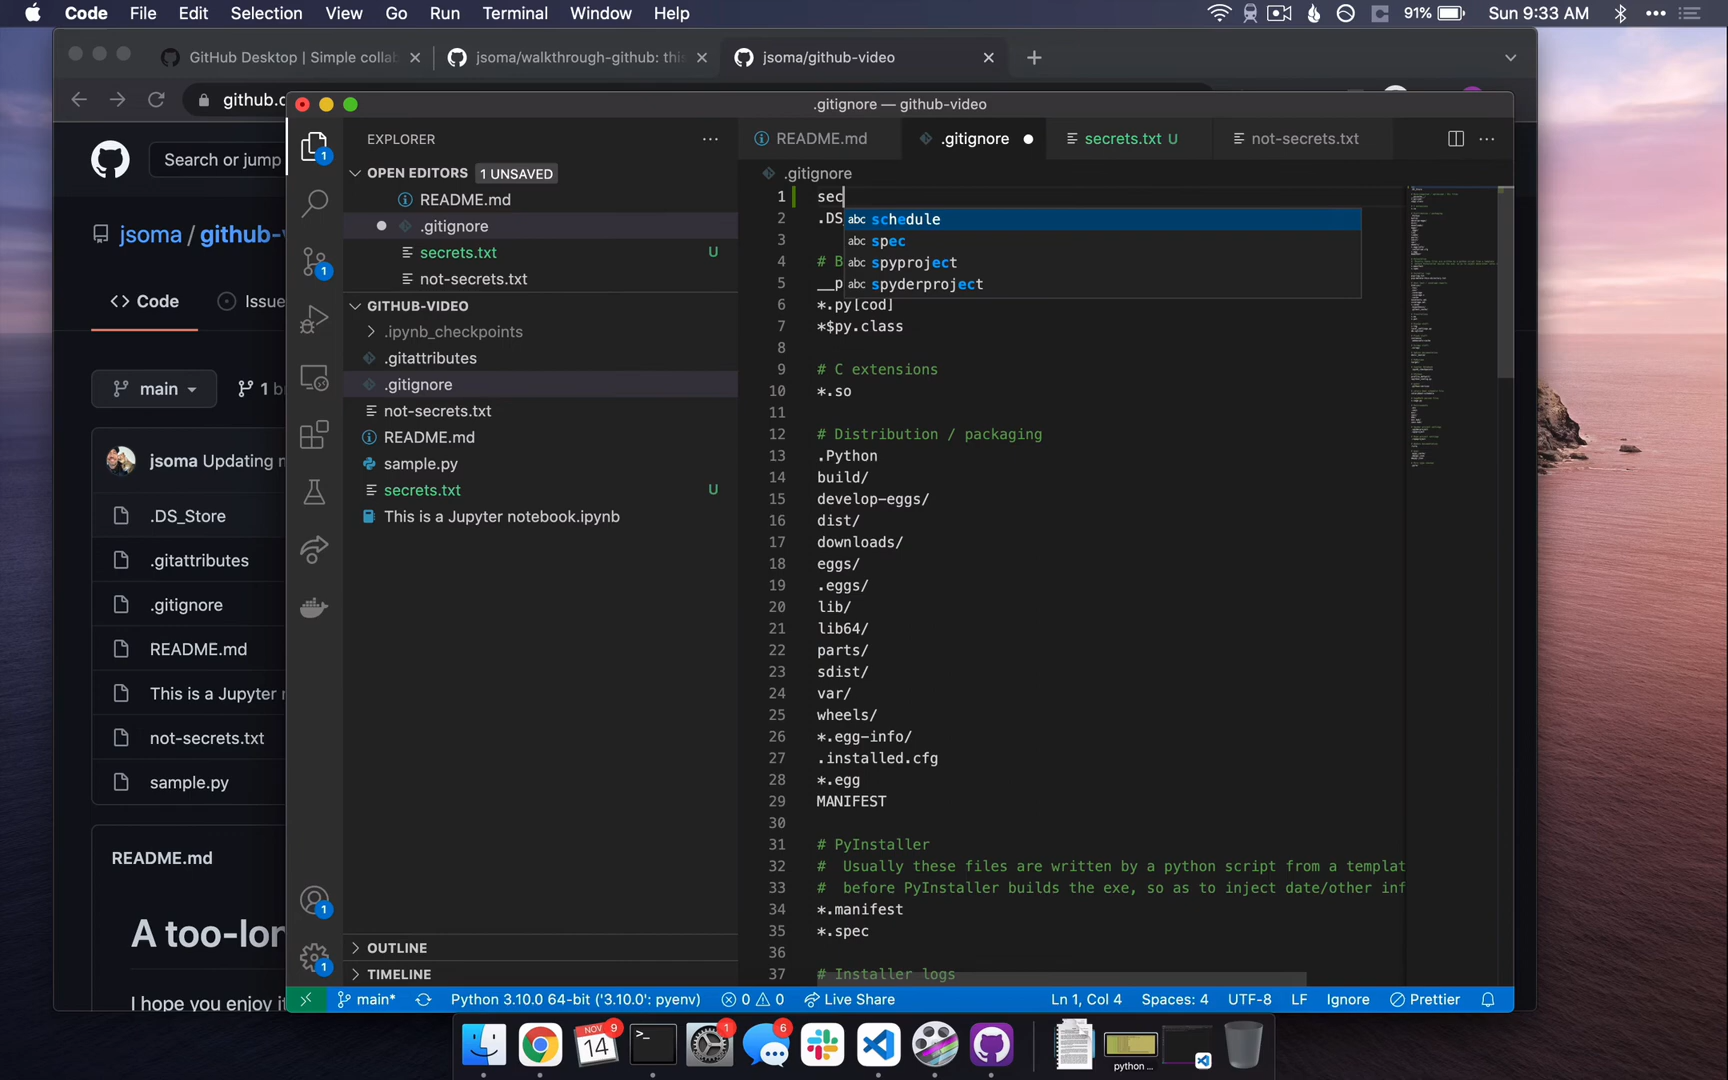 Code File Edit Selection View Go Run Terminal Window Help
91% Sun 9:33 AM
GitHub Desktop | Simple collab
jsoma/walkthrough-github: this
jsoma/github-video
github.c
Search or jump
jsoma / github-v
<> Code
Issue
main
1 b
jsoma Updating n
.DS_Store
.gitattributes
.gitignore
README.md
This is a Jupyter n
not-secrets.txt
sample.py
README.md
A too-lon
I hope you enjoy it
.gitignore — github-video
EXPLORER
OPEN EDITORS 1 UNSAVED
README.md
.gitignore
secrets.txt U
not-secrets.txt
GITHUB-VIDEO
.ipynb_checkpoints
.gitattributes
.gitignore
not-secrets.txt
README.md
sample.py
secrets.txt U
This is a Jupyter notebook.ipynb
OUTLINE
TIMELINE
README.md
.gitignore
secrets.txt U
not-secrets.txt
.gitignore
1 sec
2 .DS
3
4 # B
5 __p
6 *.py[cod]
7 *$py.class
8
9 # C extensions
10 *.so
11
12 # Distribution / packaging
13 .Python
14 build/
15 develop-eggs/
16 dist/
17 downloads/
18 eggs/
19 .eggs/
20 lib/
21 lib64/
22 parts/
23 sdist/
24 var/
25 wheels/
26 *.egg-info/
27 .installed.cfg
28 *.egg
29 MANIFEST
30
31 # PyInstaller
32 #  Usually these files are written by a python script from a templat
33 #  before PyInstaller builds the exe, so as to inject date/other inf
34 *.manifest
35 *.spec
36
37 # Installer logs
abc schedule
abc spec
abc spyproject
abc spyderproject
main* Python 3.10.0 64-bit ('3.10.0': pyenv) 0 0 Live Share Ln 1, Col 4 Spaces: 4 UTF-8 LF Ignore Prettier
NOV 9
14
1
6
python ...